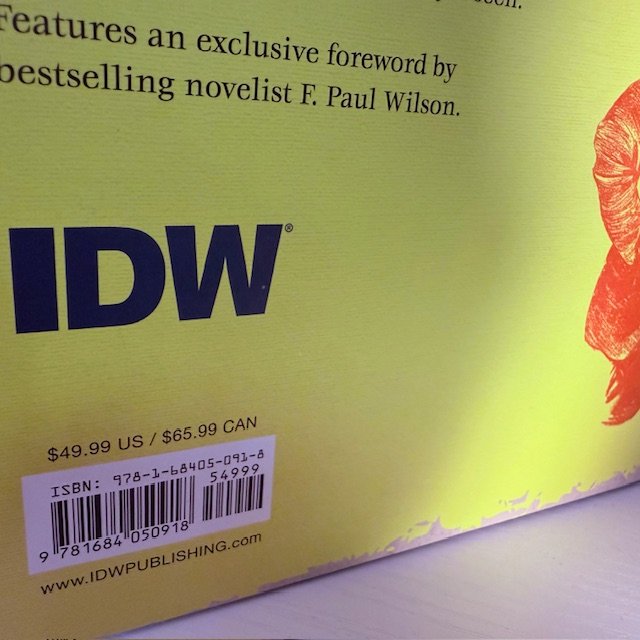 Features an exclusive foreword by
bestselling novelist F. Paul Wilson.
IDW®
$49.99 US / $65.99 CAN
ISBN: 978-1-68405-091-8
54999
9 781684 050918
www.IDWPUBLISHING.com